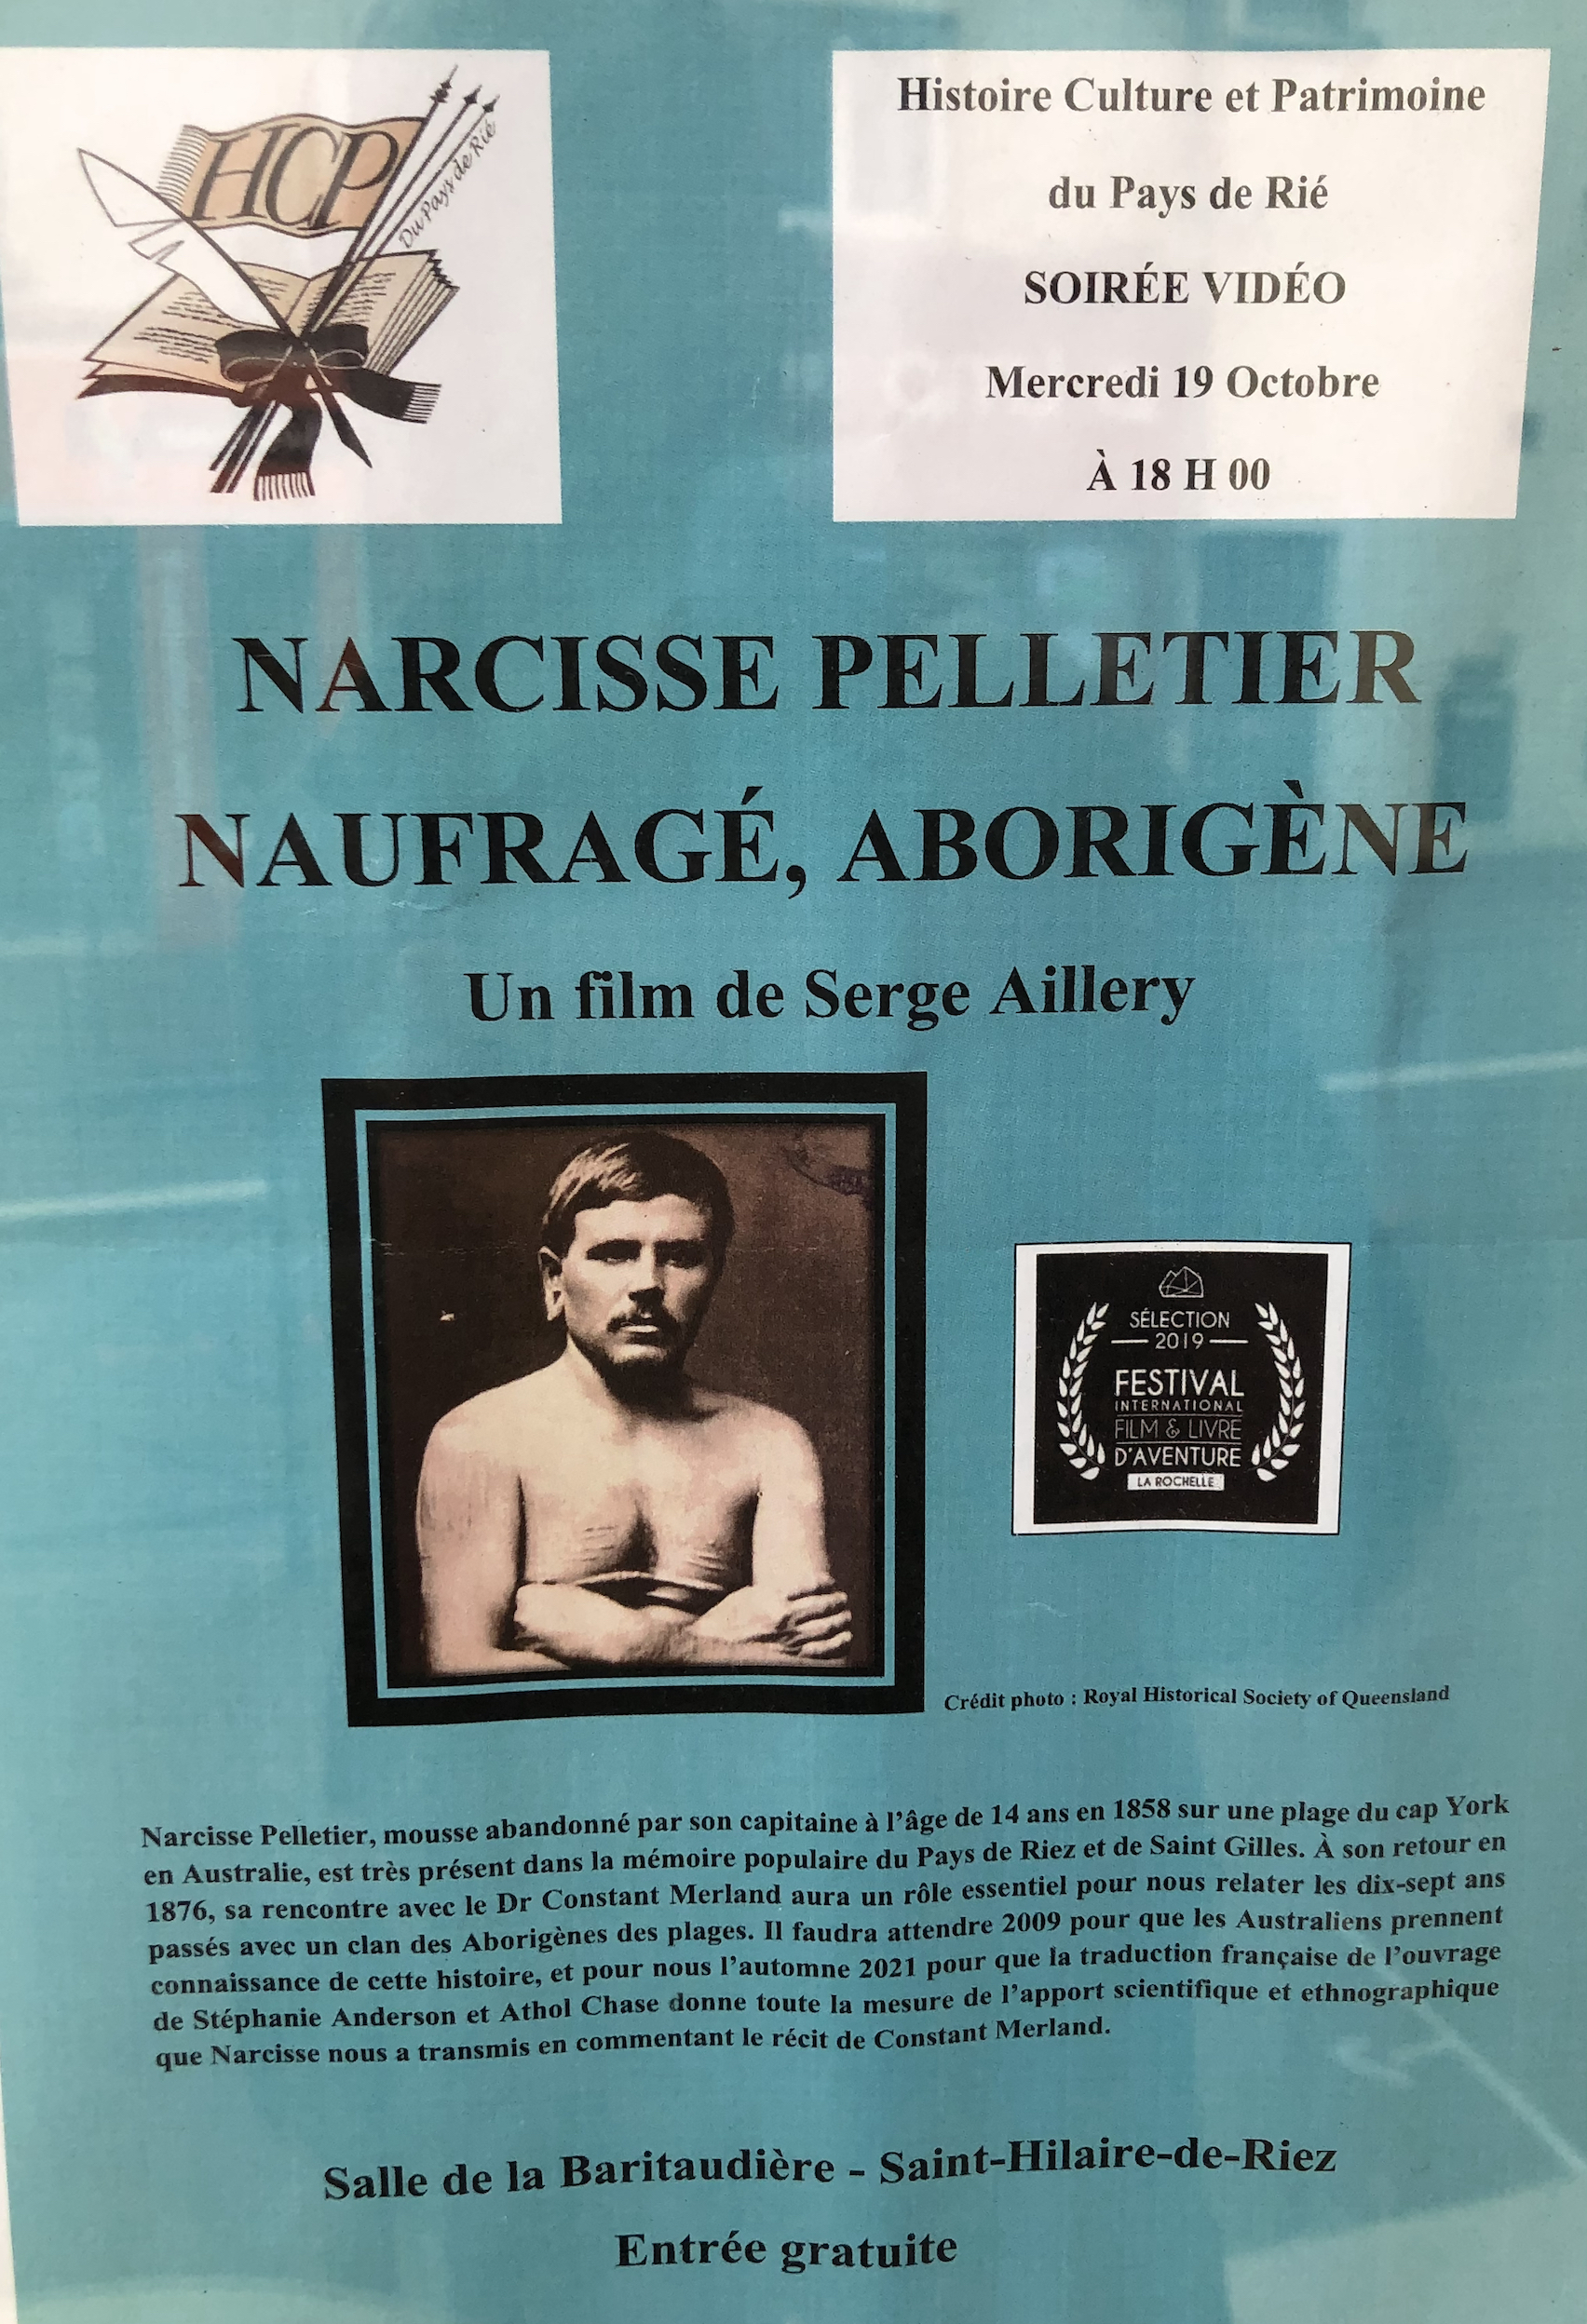 HCP
Du Pays de Rié
Histoire Culture et Patrimoine
du Pays de Rié
SOIRÉE VIDÉO
Mercredi 19 Octobre
À 18 H 00
NARCISSE PELLETIER
NAUFRAGÉ, ABORIGÈNE
Un film de Serge Aillery
SÉLECTION
2019
FESTIVAL
INTERNATIONAL
FILM & LIVRE
D'AVENTURE
LA ROCHELLE
Crédit photo : Royal Historical Society of Queensland
Narcisse Pelletier, mousse abandonné par son capitaine à l’âge de 14 ans en 1858 sur une plage du cap York
en Australie, est très présent dans la mémoire populaire du Pays de Riez et de Saint Gilles. À son retour en
1876, sa rencontre avec le Dr Constant Merland aura un rôle essentiel pour nous relater les dix-sept ans
passés avec un clan des Aborigènes des plages. Il faudra attendre 2009 pour que les Australiens prennent
connaissance de cette histoire, et pour nous l’automne 2021 pour que la traduction française de l’ouvrage
de Stéphanie Anderson et Athol Chase donne toute la mesure de l’apport scientifique et ethnographique
que Narcisse nous a transmis en commentant le récit de Constant Merland.
Salle de la Baritaudière - Saint-Hilaire-de-Riez
Entrée gratuite